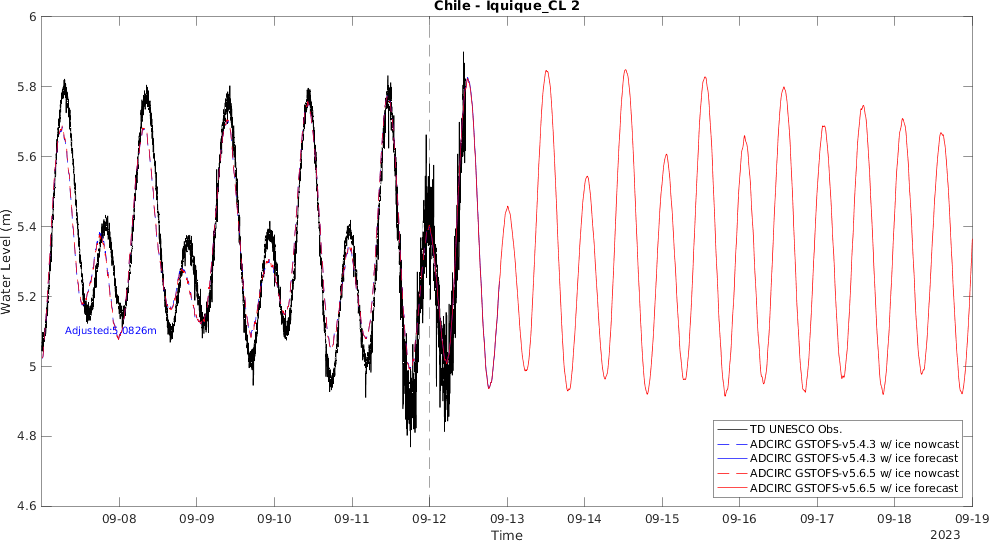 Chile - Iquique_CL 2
6
5.8
5.6
5.4
5.2
5
4.8
4.6
Water Level (m)
Adjusted:5.0826m
TD UNESCO Obs.
ADCIRC GSTOFS-v5.4.3 w/ ice nowcast
ADCIRC GSTOFS-v5.4.3 w/ ice forecast
ADCIRC GSTOFS-v5.6.5 w/ ice nowcast
ADCIRC GSTOFS-v5.6.5 w/ ice forecast
09-08 09-09 09-10 09-11 09-12 09-13 09-14 09-15 09-16 09-17 09-18 09-19
Time
2023